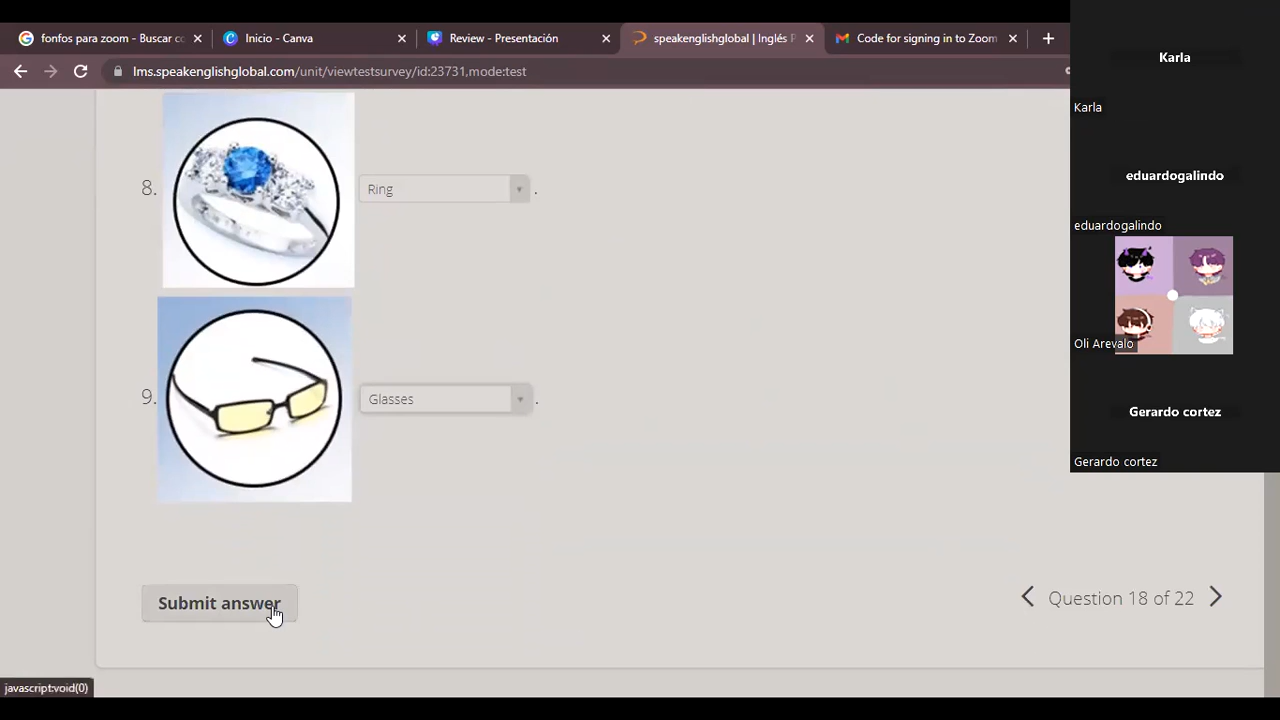 fonfos para zoom - Buscar co
Inicio - Canva
Review - Presentación
speakenglishglobal | Inglés P
Code for signing in to Zoom
lms.speakenglishglobal.com/unit/viewtestsurvey/id:23731,mode:test
Karla
Karla
eduardogalindo
eduardogalindo
Oli Arevalo
Gerardo cortez
Gerardo cortez
8. Ring .
9. Glasses .
Submit answer
Question 18 of 22
javascript:void(0)